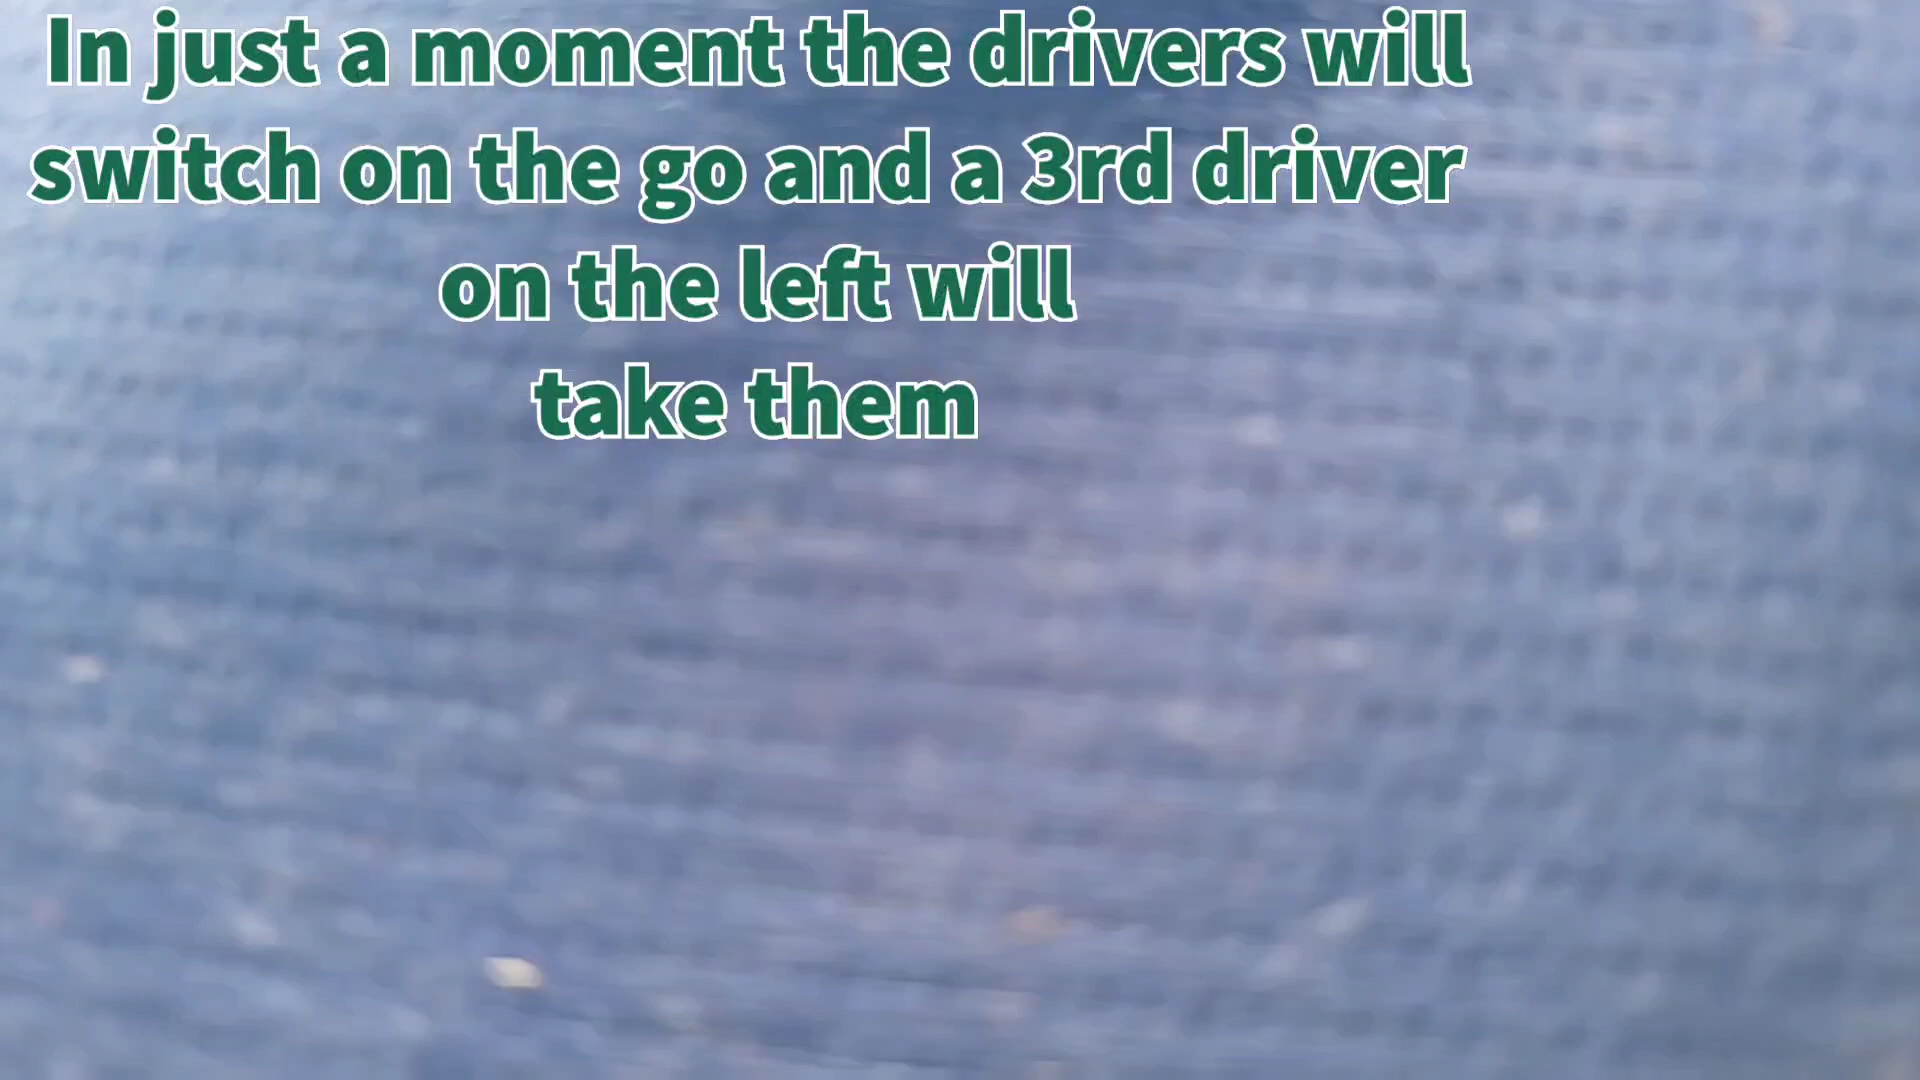 In just a moment the drivers will
switch on the go and a 3rd driver
on the left will
take them